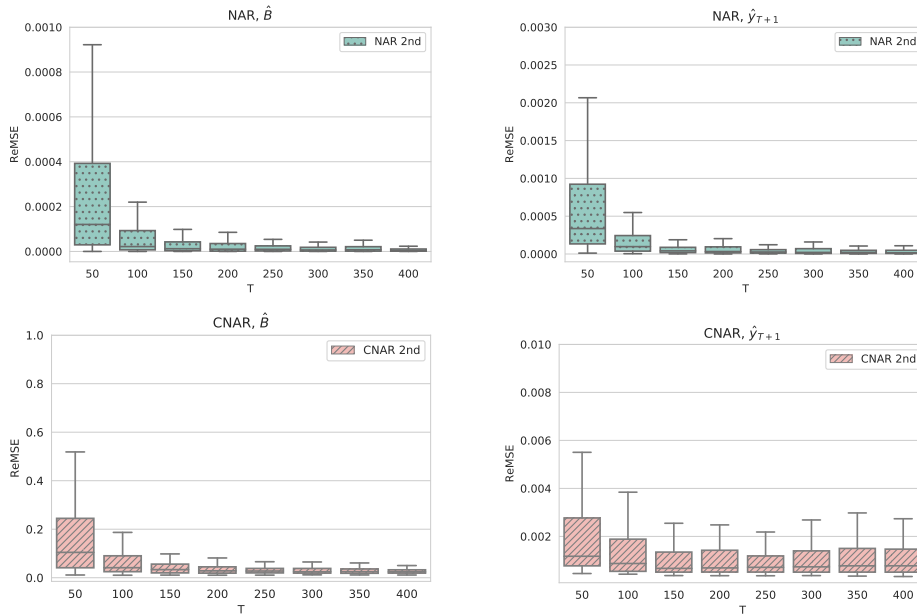 NAR, B̂
0.0010
0.0008
0.0006
0.0004
0.0002
0.0000
ReMSE
NAR 2nd
50 100 150 200 250 300 350 400
T
NAR, ŷ_{T+1}
0.0030
0.0025
0.0020
0.0015
0.0010
0.0005
0.0000
ReMSE
NAR 2nd
50 100 150 200 250 300 350 400
T
CNAR, B̂
1.0
0.8
0.6
0.4
0.2
0.0
ReMSE
CNAR 2nd
50 100 150 200 250 300 350 400
T
CNAR, ŷ_{T+1}
0.010
0.008
0.006
0.004
0.002
ReMSE
CNAR 2nd
50 100 150 200 250 300 350 400
T